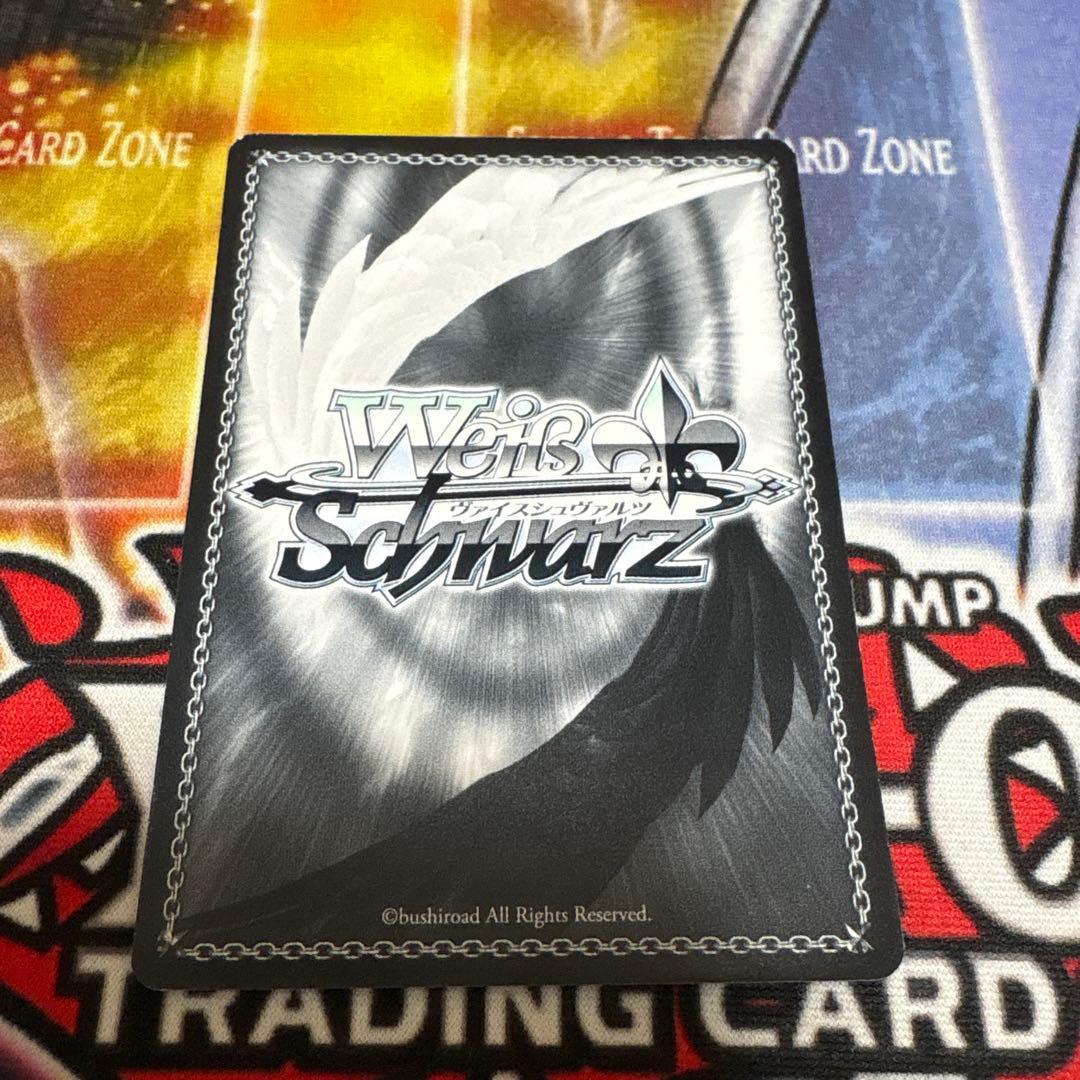 CARD ZONE
CARD ZONE
Weiß
ヴァイスシュヴァルツ
Schwarz
UMP
©bushiroad All Rights Reserved.
TRADING CARD